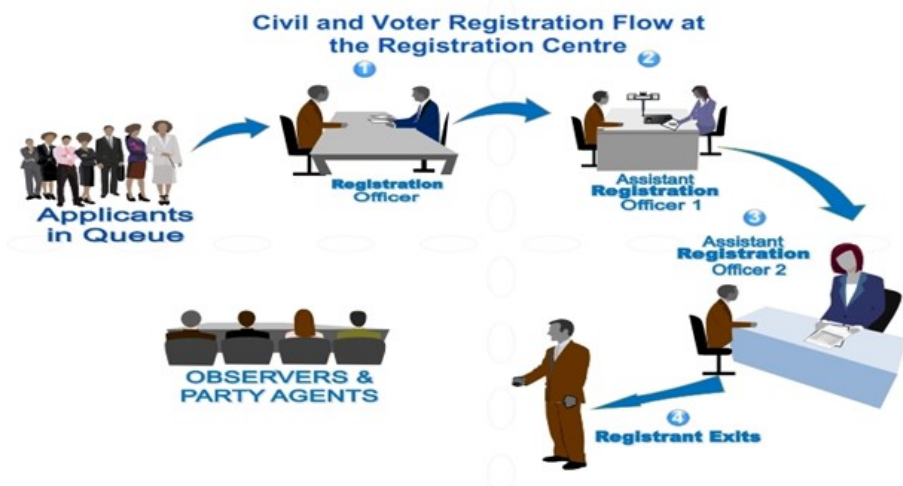 Civil and Voter Registration Flow at
the Registration Centre
1
2
Registration
Officer
Assistant
Registration
Officer 1
Applicants
in Queue
3
Assistant
Registration
Officer 2
OBSERVERS &
PARTY AGENTS
4
Registrant Exits